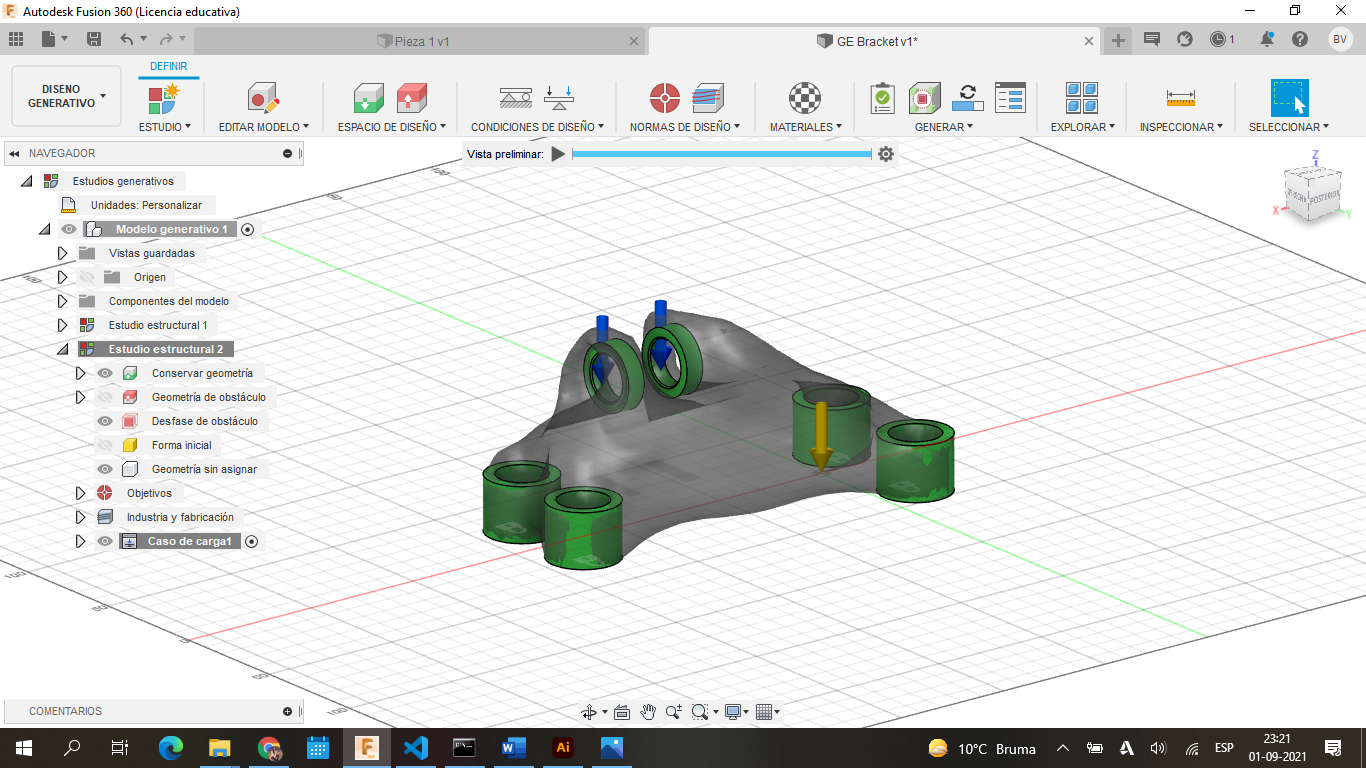 Autodesk Fusion 360 (Licencia educativa)
Pieza 1 v1
GE Bracket v1*
1
BV
DEFINIR
DISENO
GENERATIVO
ESTUDIO
EDITAR MODELO
ESPACIO DE DISEÑO
CONDICIONES DE DISEÑO
NORMAS DE DISEÑO
MATERIALES
GENERAR
EXPLORAR
INSPECCIONAR
SELECCIONAR
NAVEGADOR
Vista preliminar:
Estudios generativos
Unidades: Personalizar
Modelo generativo 1
Vistas guardadas
Origen
Componentes del modelo
Estudio estructural 1
Estudio estructural 2
Conservar geometría
Geometría de obstáculo
Desfase de obstáculo
Forma inicial
Geometría sin asignar
Objetivos
Industria y fabricación
Caso de carga1
Z
X
Y
POSTERIOR
100
COMENTARIOS
W
Ai
10°C Bruma
ESP
23:21
01-09-2021